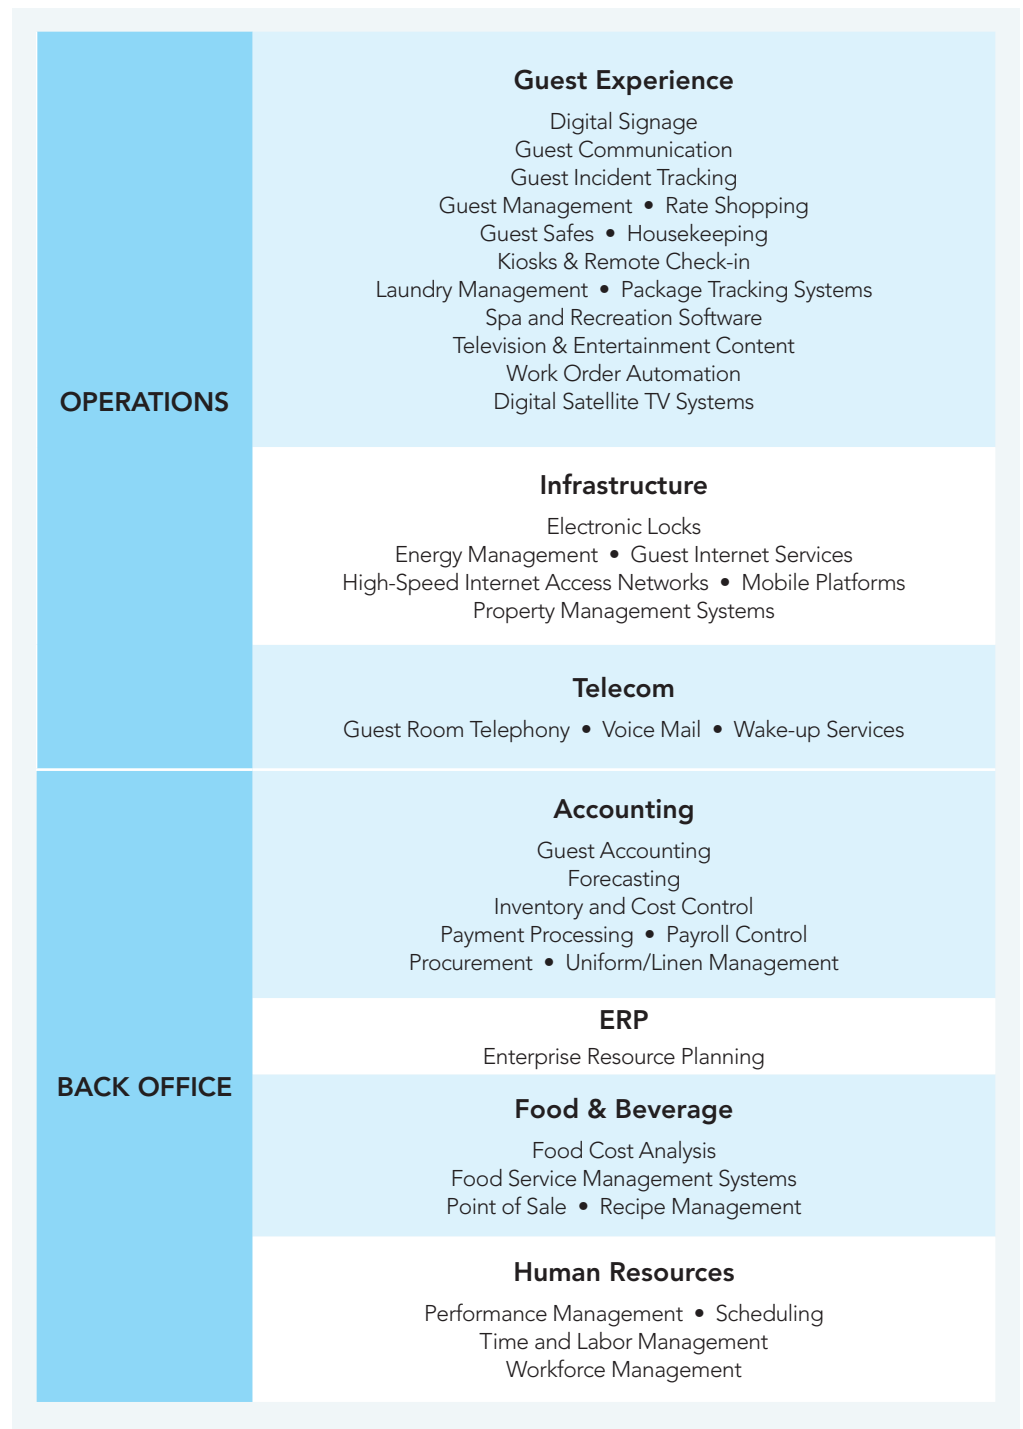 OPERATIONS
Guest Experience
Digital Signage
Guest Communication
Guest Incident Tracking
Guest Management • Rate Shopping
Guest Safes • Housekeeping
Kiosks & Remote Check-in
Laundry Management • Package Tracking Systems
Spa and Recreation Software
Television & Entertainment Content
Work Order Automation
Digital Satellite TV Systems
Infrastructure
Electronic Locks
Energy Management • Guest Internet Services
High-Speed Internet Access Networks • Mobile Platforms
Property Management Systems
Telecom
Guest Room Telephony • Voice Mail • Wake-up Services
BACK OFFICE
Accounting
Guest Accounting
Forecasting
Inventory and Cost Control
Payment Processing • Payroll Control
Procurement • Uniform/Linen Management
ERP
Enterprise Resource Planning
Food & Beverage
Food Cost Analysis
Food Service Management Systems
Point of Sale • Recipe Management
Human Resources
Performance Management • Scheduling
Time and Labor Management
Workforce Management